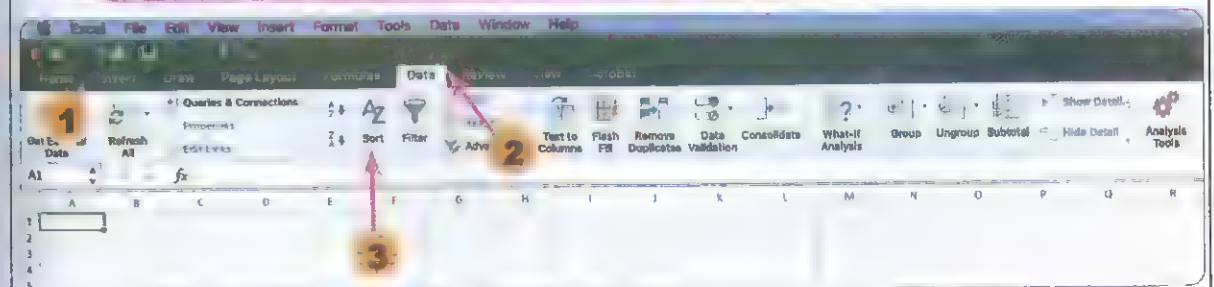 Excel File Edit View Insert Format Tools Data Window Help
Home Insert Draw Page Layout Formulas Data Review View Acrobat
1
2
3
Queries & Connections
Properties
Edit Links
Refresh All
Data
Sort
Filter
Text to Columns
Flash Fill
Remove Duplicates
Data Validation
Consolidate
What-If Analysis
Group
Ungroup
Subtotal
Show Detail
Hide Detail
Analysis Tools
A1 fx
A B C D E F G H I J K L M N O P Q R
1
2
3
4